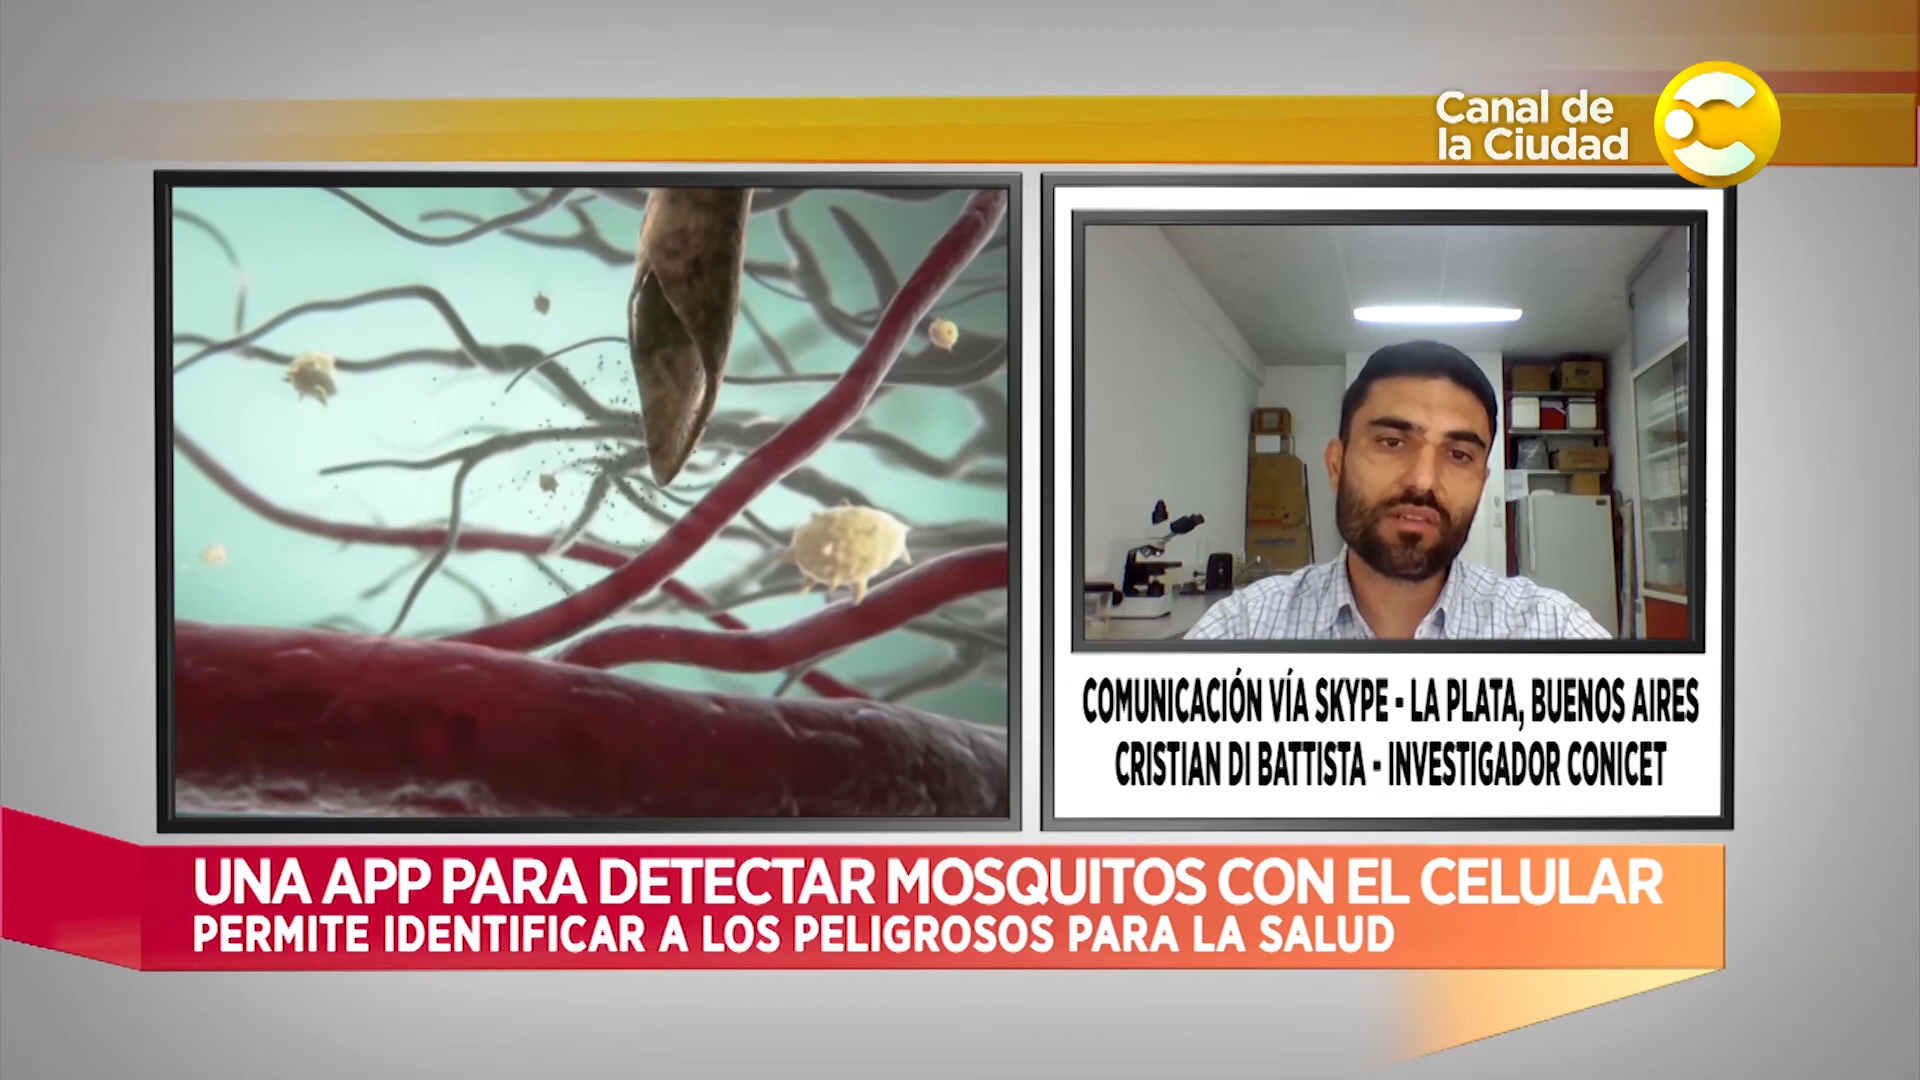 Canal de
la Ciudad
COMUNICACIÓN VÍA SKYPE - LA PLATA, BUENOS AIRES
CRISTIAN DI BATTISTA - INVESTIGADOR CONICET
UNA APP PARA DETECTAR MOSQUITOS CON EL CELULAR
PERMITE IDENTIFICAR A LOS PELIGROSOS PARA LA SALUD